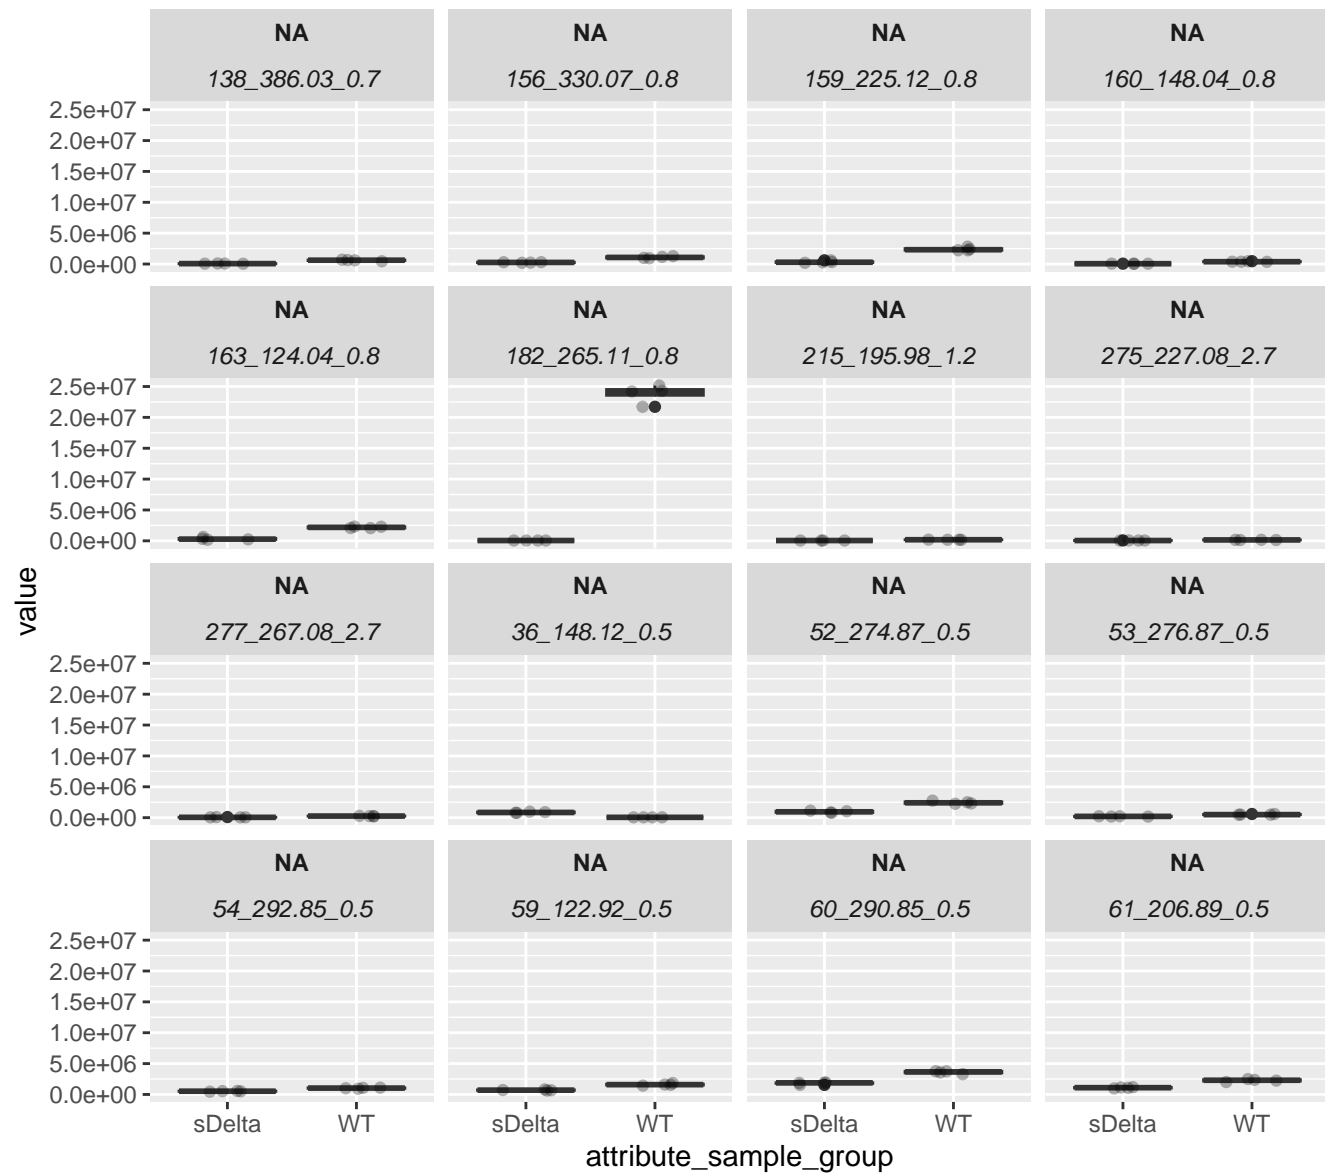 NA NA NA NA
138_386.03_0.7 156_330.07_0.8 159_225.12_0.8 160_148.04_0.8
2.5e+07
2.0e+07
1.5e+07
1.0e+07
5.0e+06
0.0e+00
NA NA NA NA
163_124.04_0.8 182_265.11_0.8 215_195.98_1.2 275_227.08_2.7
2.5e+07
2.0e+07
1.5e+07
1.0e+07
5.0e+06
0.0e+00
value
NA NA NA NA
277_267.08_2.7 36_148.12_0.5 52_274.87_0.5 53_276.87_0.5
2.5e+07
2.0e+07
1.5e+07
1.0e+07
5.0e+06
0.0e+00
NA NA NA NA
54_292.85_0.5 59_122.92_0.5 60_290.85_0.5 61_206.89_0.5
2.5e+07
2.0e+07
1.5e+07
1.0e+07
5.0e+06
0.0e+00
sDelta WT sDelta WT sDelta WT sDelta WT
attribute_sample_group